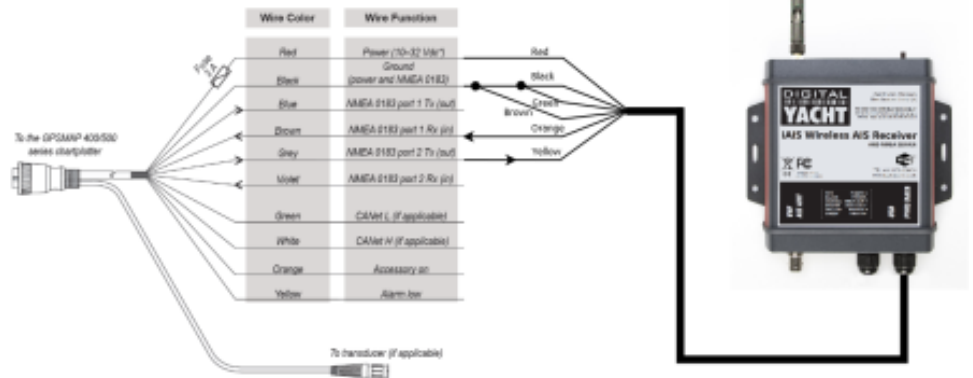 Wire Color Wire Function
Fuse
3 A
Red Power (10-32 Vdc*) Red
Ground
Black (power and NMEA 0183) Black
Blue NMEA 0183 port 1 Tx (out) Green
Brown
Brown NMEA 0183 port 1 Rx (in) Orange
Grey NMEA 0183 port 2 Tx (out) Yellow
Violet NMEA 0183 port 2 Rx (in)
Green CANet L (if applicable)
White CANet H (if applicable)
Orange Accessory on
Yellow Alarm low
To the GPSMAP 400/500
series chartplotter
To transducer (if applicable)
DIGITAL
YACHT
iAIS Wireless AIS Receiver
FC